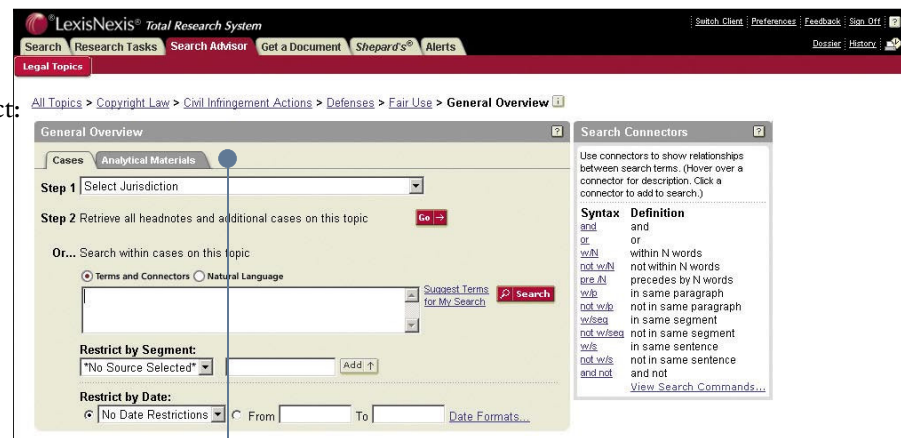 LexisNexis® Total Research System
Switch Client Preferences Feedback Sign Off ?
Search Research Tasks Search Advisor Get a Document Shepard's® Alerts
Dossier History
Legal Topics
ct:
All Topics > Copyright Law > Civil Infringement Actions > Defenses > Fair Use > General Overview i
General Overview ?
Cases Analytical Materials
Step 1 Select Jurisdiction
Step 2 Retrieve all headnotes and additional cases on this topic Go →
Or... Search within cases on this topic
Terms and Connectors Natural Language
Suggest Terms
for My Search
Search
Restrict by Segment:
*No Source Selected* Add ↑
Restrict by Date:
No Date Restrictions From To Date Formats...
Search Connectors ?
Use connectors to show relationships
between search terms. (Hover over a
connector for description. Click a
connector to add to search.)
Syntax Definition
and and
or or
w/N within N words
not w/N not within N words
pre /N precedes by N words
w/p in same paragraph
not w/p not in same paragraph
w/seg in same segment
not w/seg not in same segment
w/s in same sentence
not w/s not in same sentence
and not and not
View Search Commands...